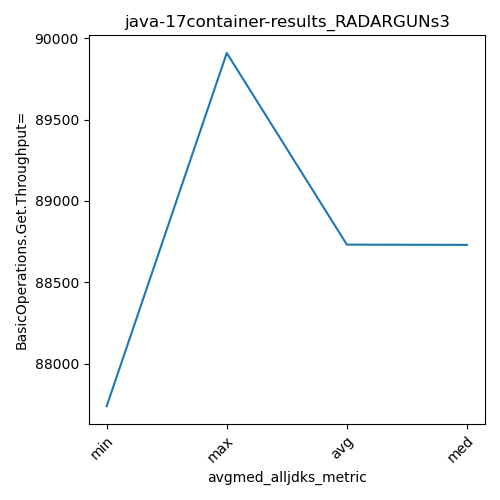 java-17container-results_RADARGUNs3
90000
89500
89000
88500
88000
BasicOperations.Get.Throughput=
min
max
avg
med
avgmed_alljdks_metric